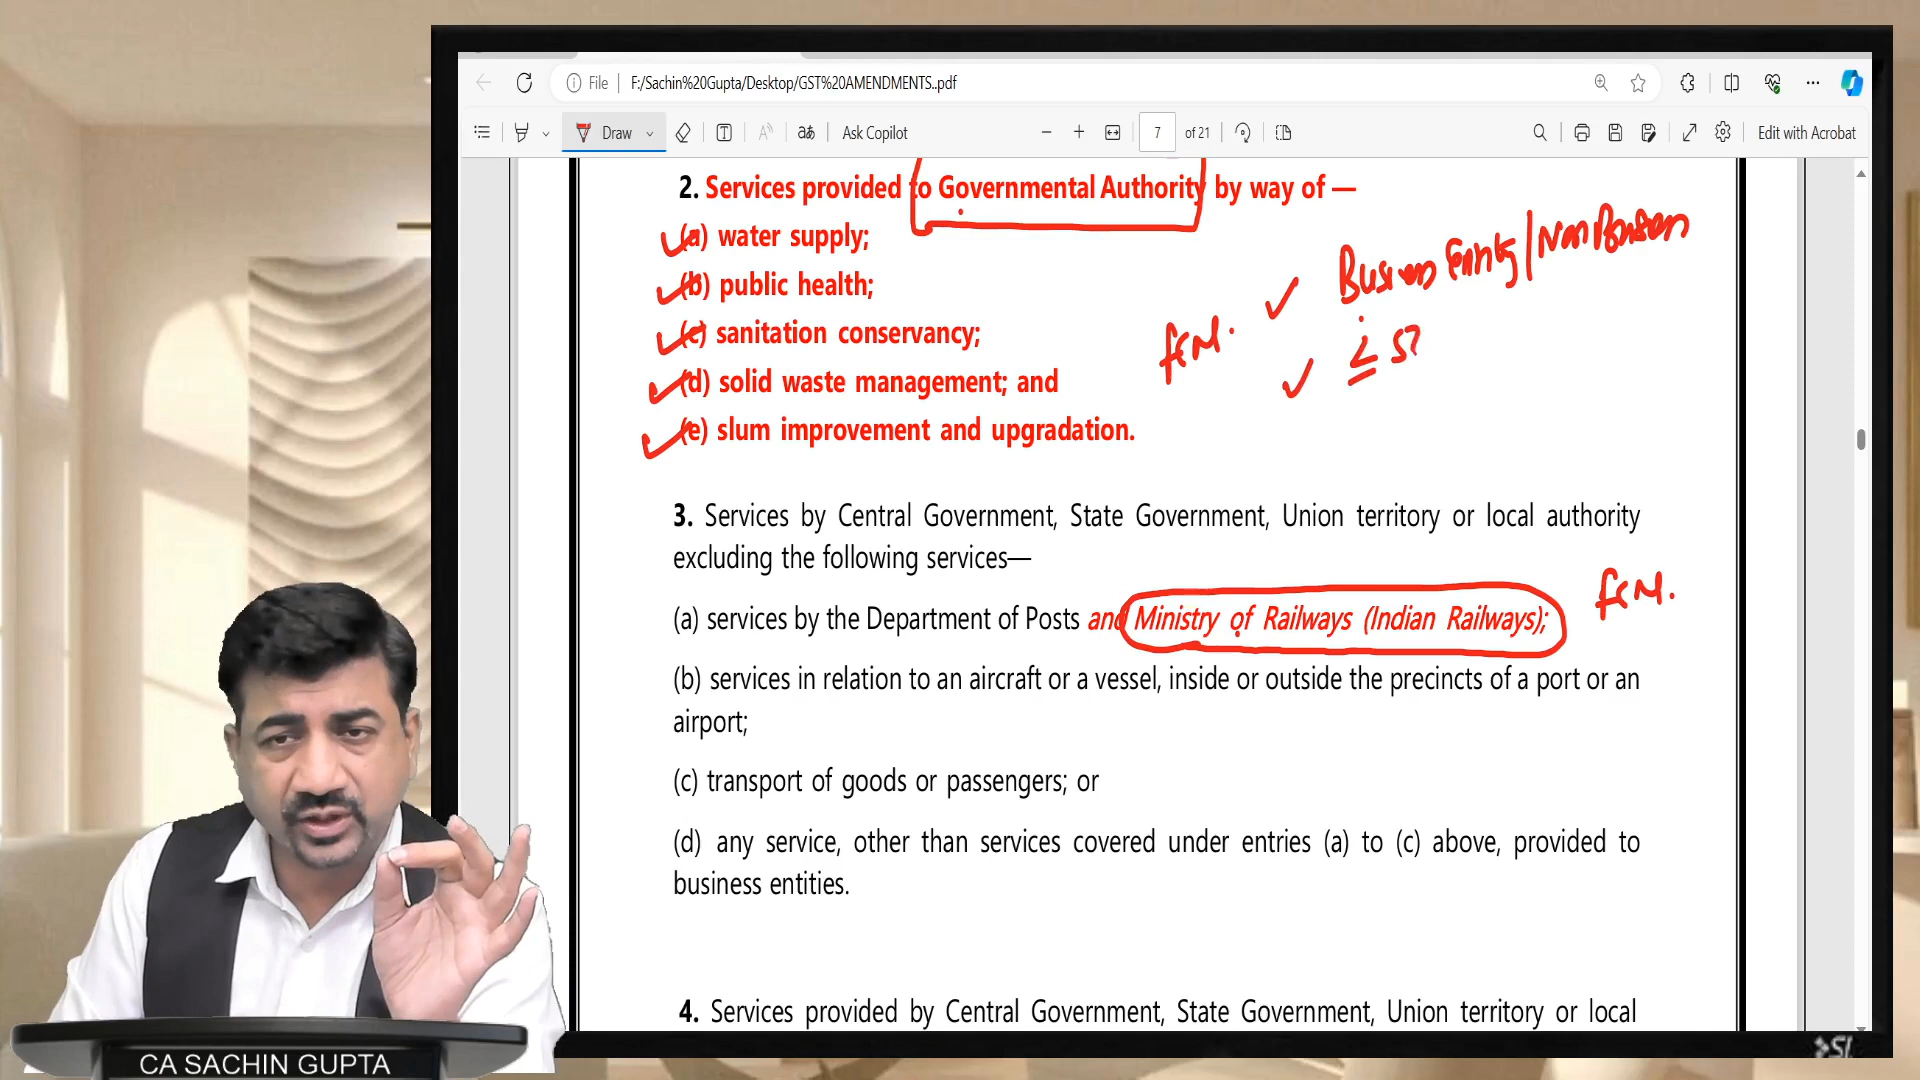 File F:/Sachin%20Gupta/Desktop/GST%20AMENDMENTS..pdf
Draw Ask Copilot 7 of 21 Edit with Acrobat
2. Services provided to Governmental Authority by way of —
(a) water supply;
(b) public health;
(c) sanitation conservancy;
(d) solid waste management; and
(e) slum improvement and upgradation.
Business Entity/Non Business
FCM.
3. Services by Central Government, State Government, Union territory or local authority
excluding the following services—
(a) services by the Department of Posts and Ministry of Railways (Indian Railways);
FCM.
(b) services in relation to an aircraft or a vessel, inside or outside the precincts of a port or an
airport;
(c) transport of goods or passengers; or
(d) any service, other than services covered under entries (a) to (c) above, provided to
business entities.
4. Services provided by Central Government, State Government, Union territory or local
CA SACHIN GUPTA